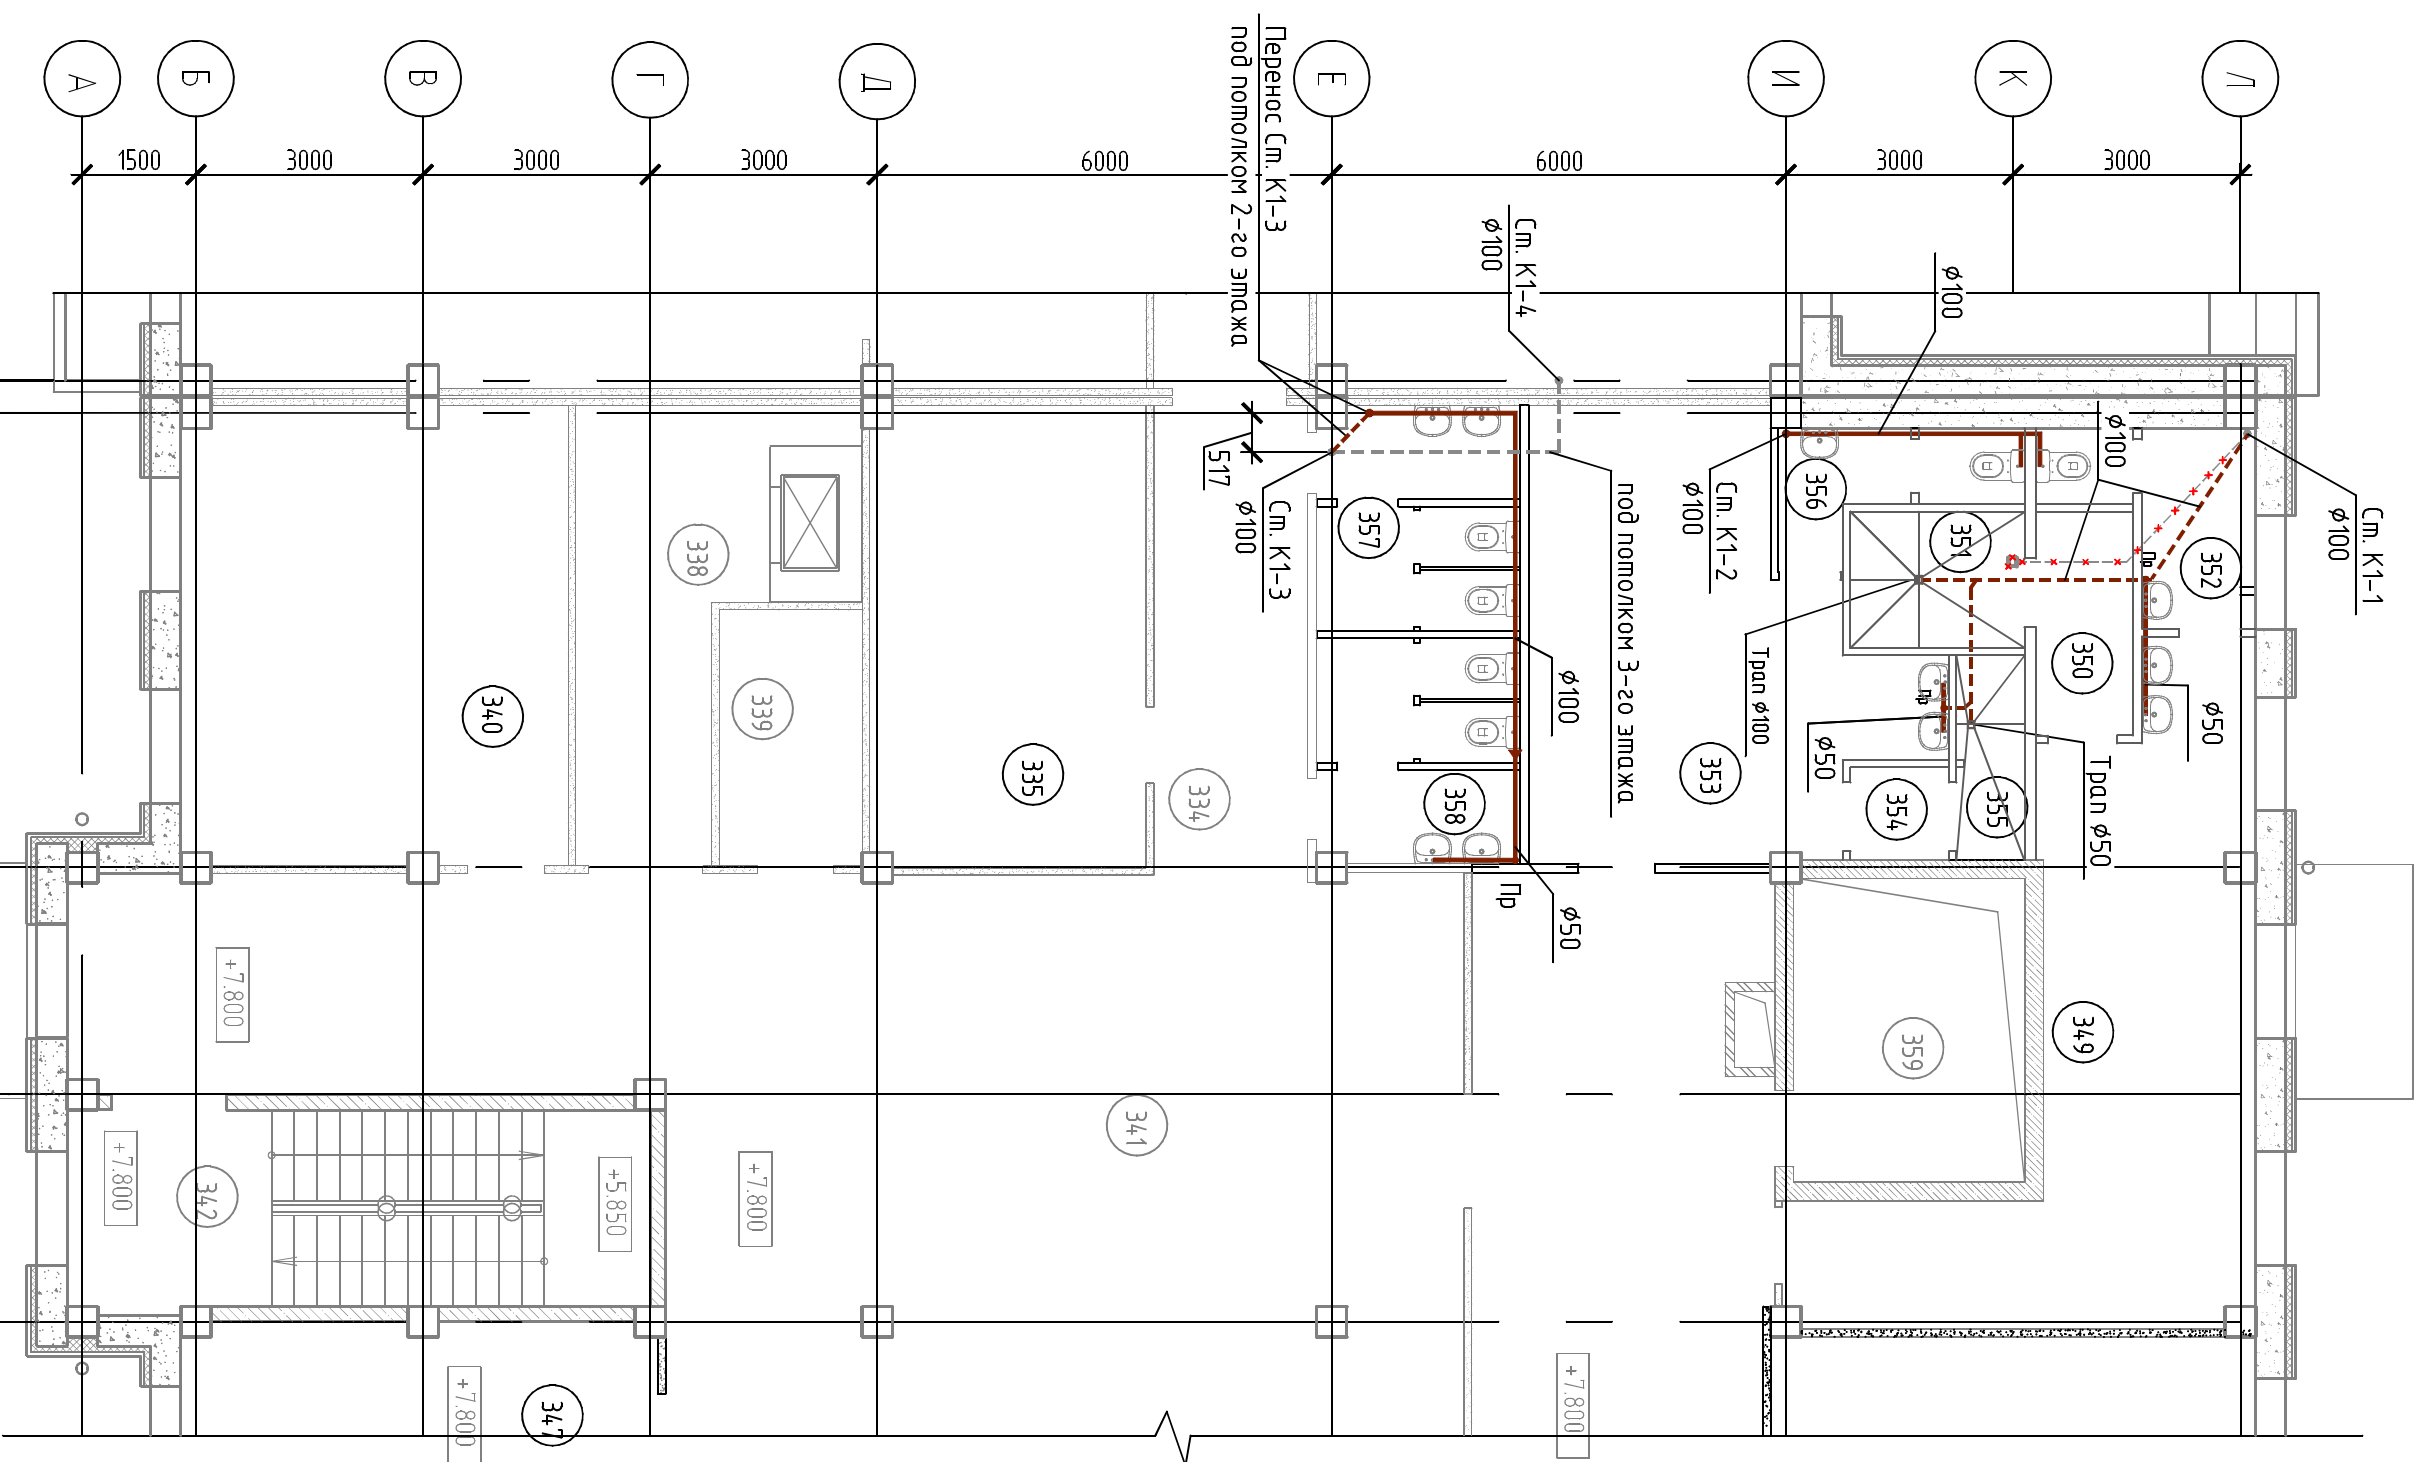 А
Б
В
Г
Д
Е
И
К
Л
1500
3000
3000
3000
6000
6000
3000
3000
Перенос Ст. К1-3
под потолком 2-го этажа
Ст. К1-4
ø100
ø100
ø100
Ст. К1-1
ø100
517
Ст. К1-3
ø100
Ст. К1-2
ø100
под потолком 3-го этажа
ø100
Трап ø100
ø50
ø50
Трап ø50
ø50
Пр
Пр
Пр
356
351
352
350
357
358
353
354
355
338
339
340
335
334
359
349
341
342
347
+7.800
+7.800
+5.850
+7.800
+7.800
+7.800